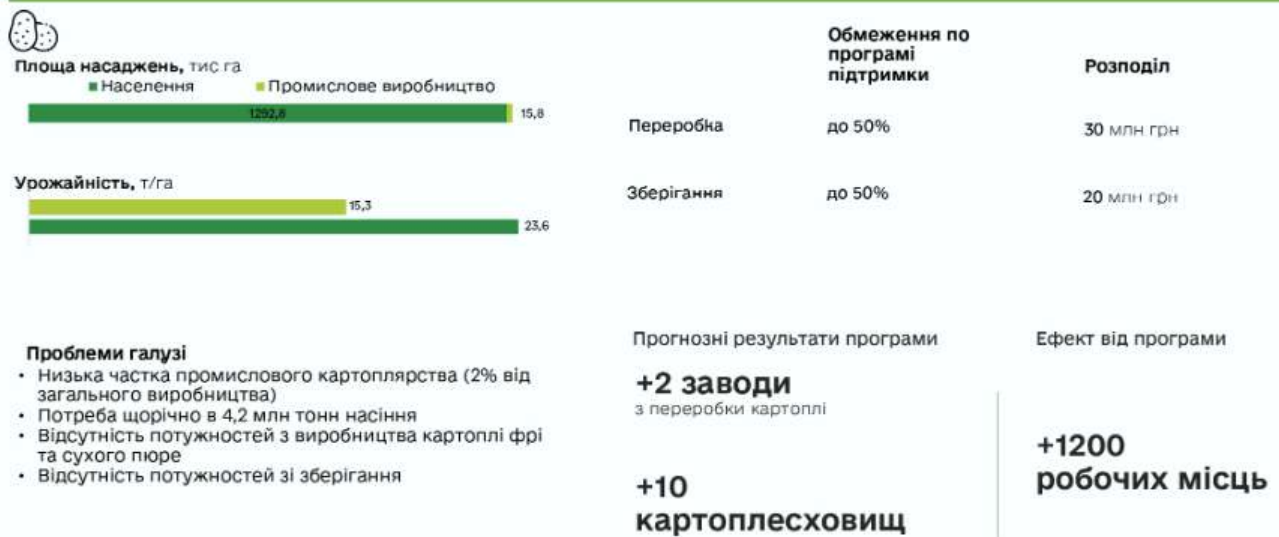 Площа насаджень, тис га
Населення
Промислове виробництво
1292,8
15,8
Урожайність, т/га
15,3
23,6
Обмеження по
програмі
підтримки
Розподіл
Переробка
до 50%
30 млн грн
Зберігання
до 50%
20 млн грн
Проблеми галузі
• Низька частка промислового картоплярства (2% від
загального виробництва)
• Потреба щорічно в 4,2 млн тонн насіння
• Відсутність потужностей з виробництва картоплі фрі
та сухого пюре
• Відсутність потужностей зі зберігання
Прогнозні результати програми
+2 заводи
з переробки картоплі
+10
картоплесховищ
Ефект від програми
+1200
робочих місць